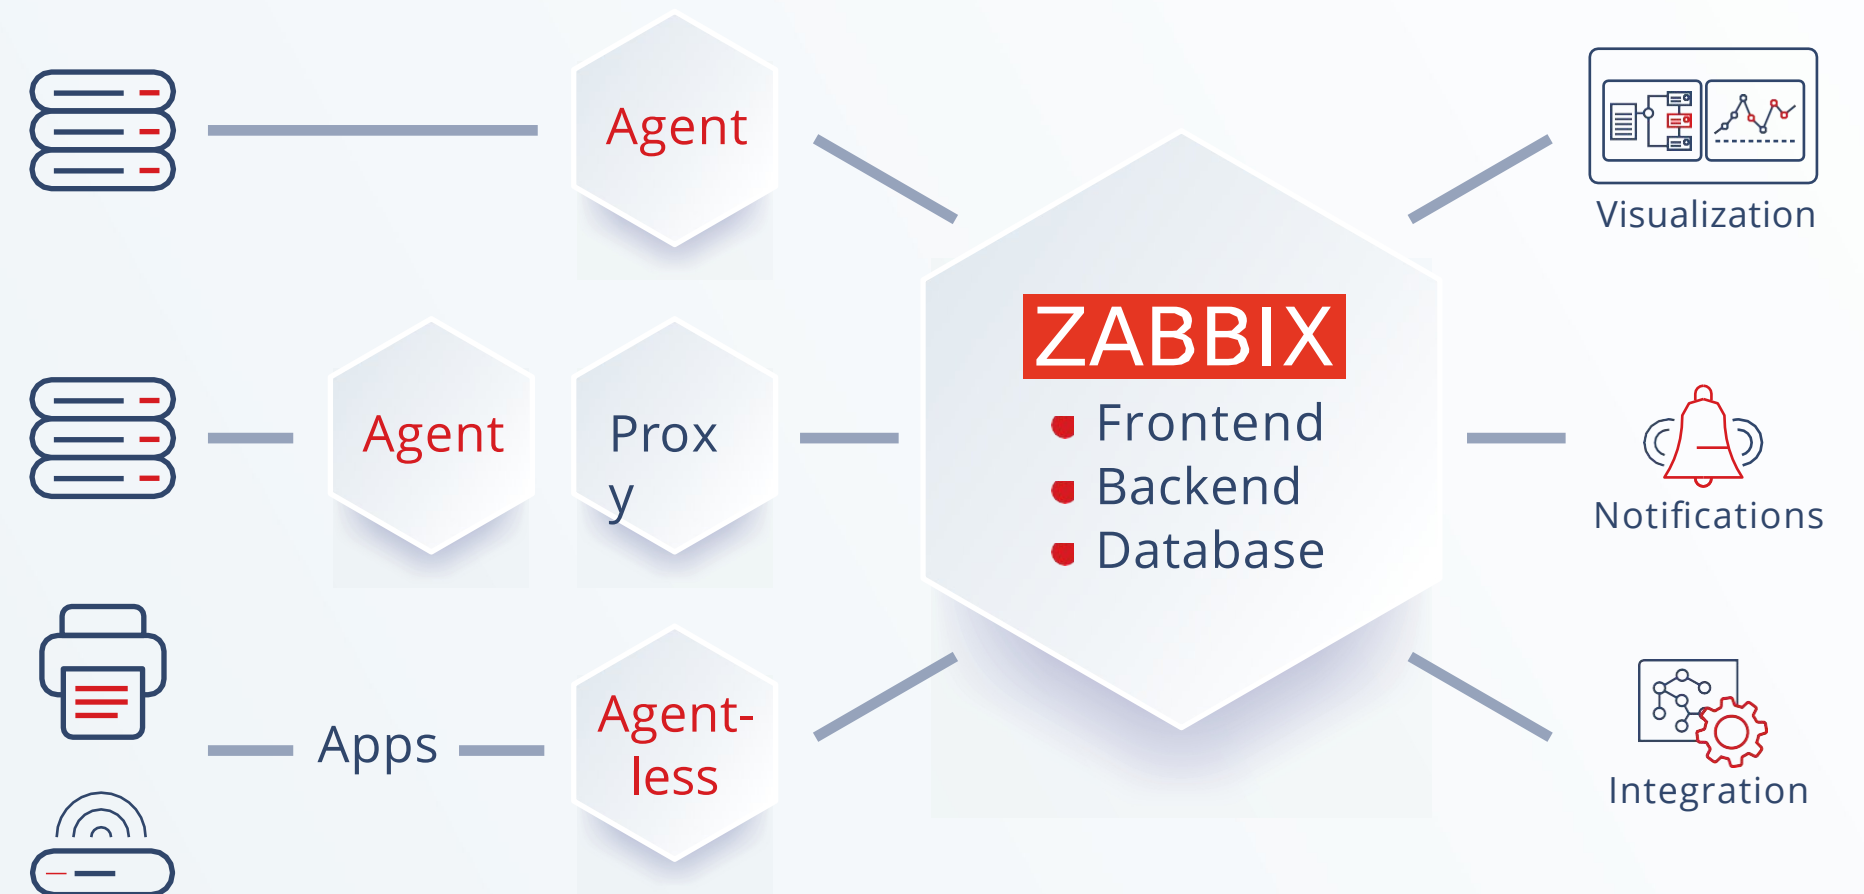 Agent
Agent
Prox
y
Apps
Agent-
less
ZABBIX
Frontend
Backend
Database
Visualization
Notifications
Integration